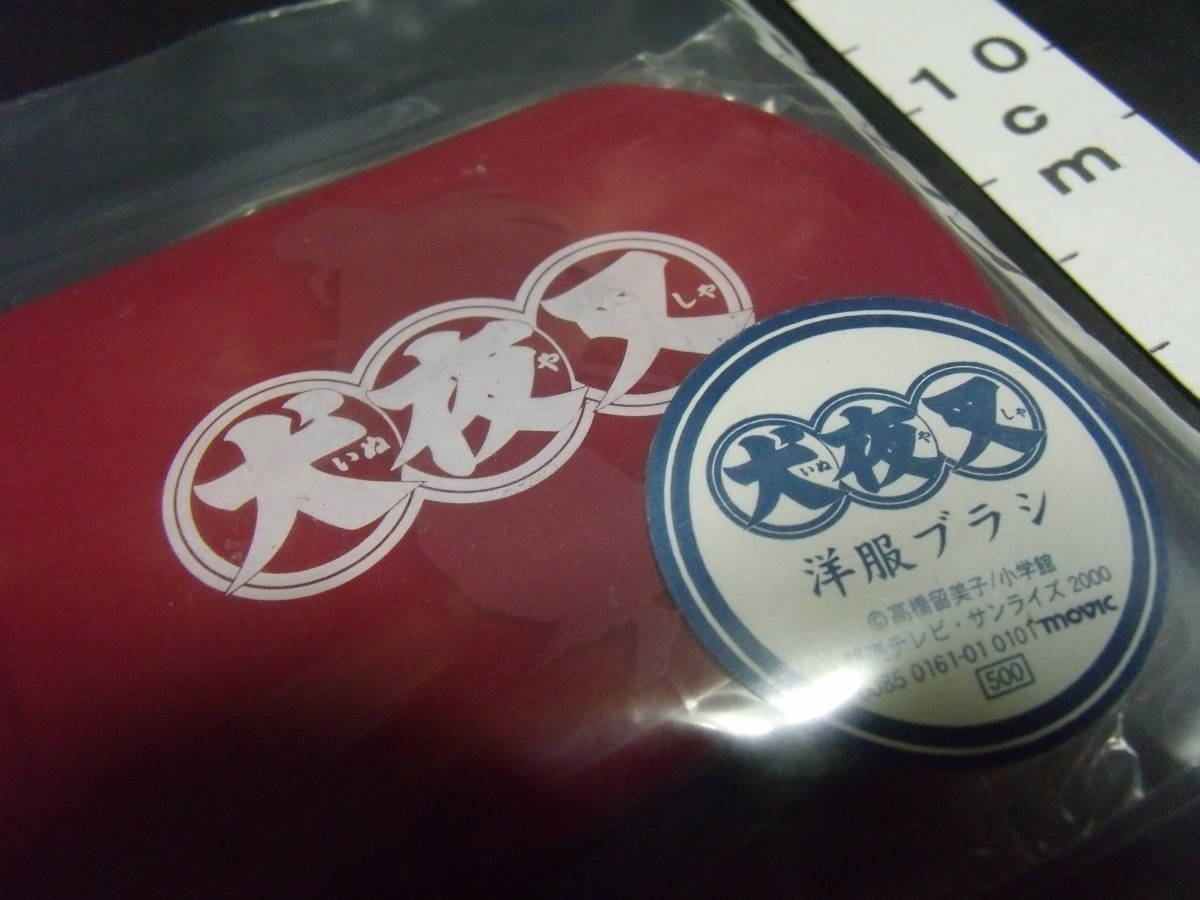 10
cm
犬夜叉
いぬ や しゃ
犬夜叉
いぬ や しゃ
洋服ブラシ
©高橋留美子/小学館
テレビ・サンライズ 2000
0161-01 0101 movic
500